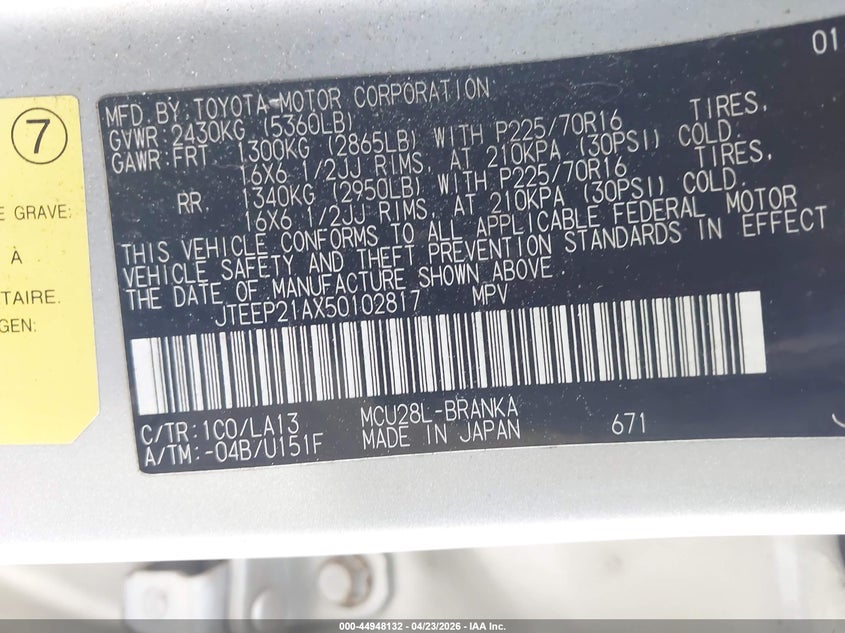 01
MFD. BY: TOYOTA MOTOR CORPORATION
GVWR: 2430KG (5360LB)
GAWR: FRT 1300KG (2865LB) WITH P225/70R16 TIRES,
16X6 1/2JJ RIMS, AT 210KPA (30PSI) COLD.
RR 1340KG (2950LB) WITH P225/70R16 TIRES,
16X6 1/2JJ RIMS, AT 210KPA (30PSI) COLD.
THIS VEHICLE CONFORMS TO ALL APPLICABLE FEDERAL MOTOR
VEHICLE SAFETY AND THEFT PREVENTION STANDARDS IN EFFECT
THE DATE OF MANUFACTURE SHOWN ABOVE.
JTEEP21AX50102817 MPV
C/TR: 1C0/LA13 MCU28L-BRANKA
A/TM: -04B/U151F MADE IN JAPAN 671
7
E GRAVE
À
TAIRE.
GEN:
000-44948132 - 04/23/2026 - IAA Inc.